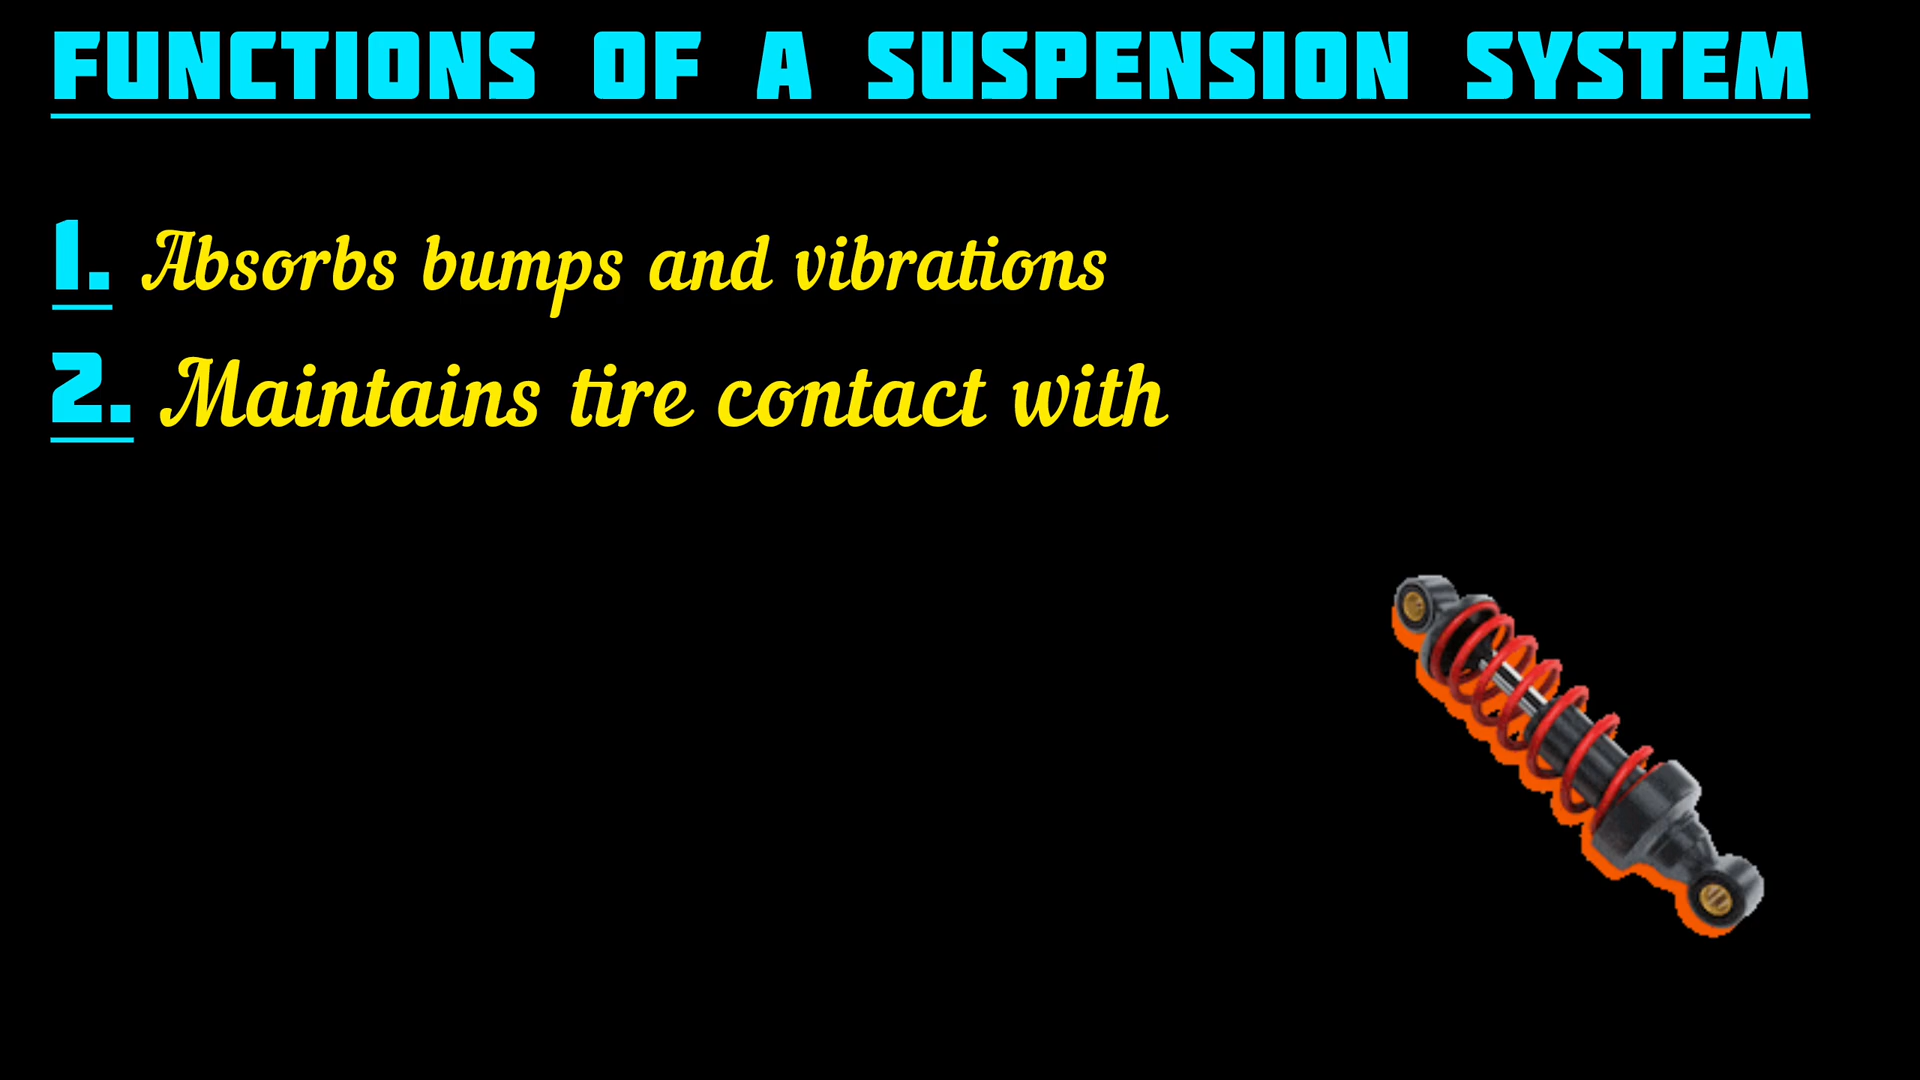 FUNCTIONS OF A SUSPENSION SYSTEM
1. Absorbs bumps and vibrations
2. Maintains tire contact with